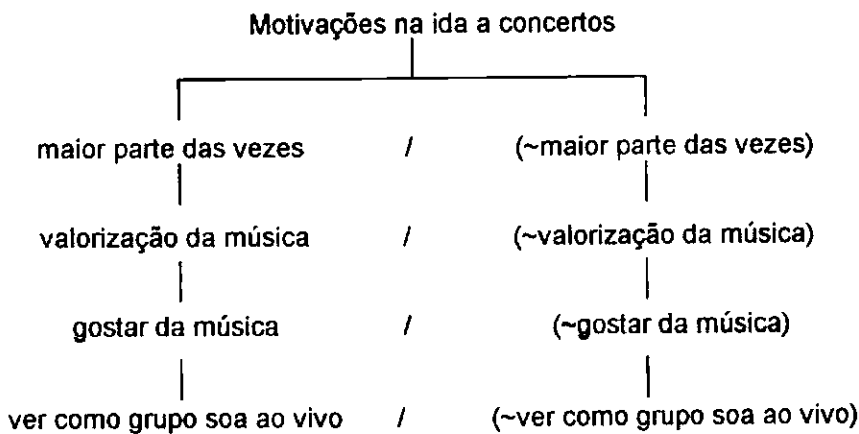 Motivações na ida a concertos
maior parte das vezes / (~maior parte das vezes)
valorização da música / (~valorização da música)
gostar da música / (~gostar da música)
ver como grupo soa ao vivo / (~ver como grupo soa ao vivo)